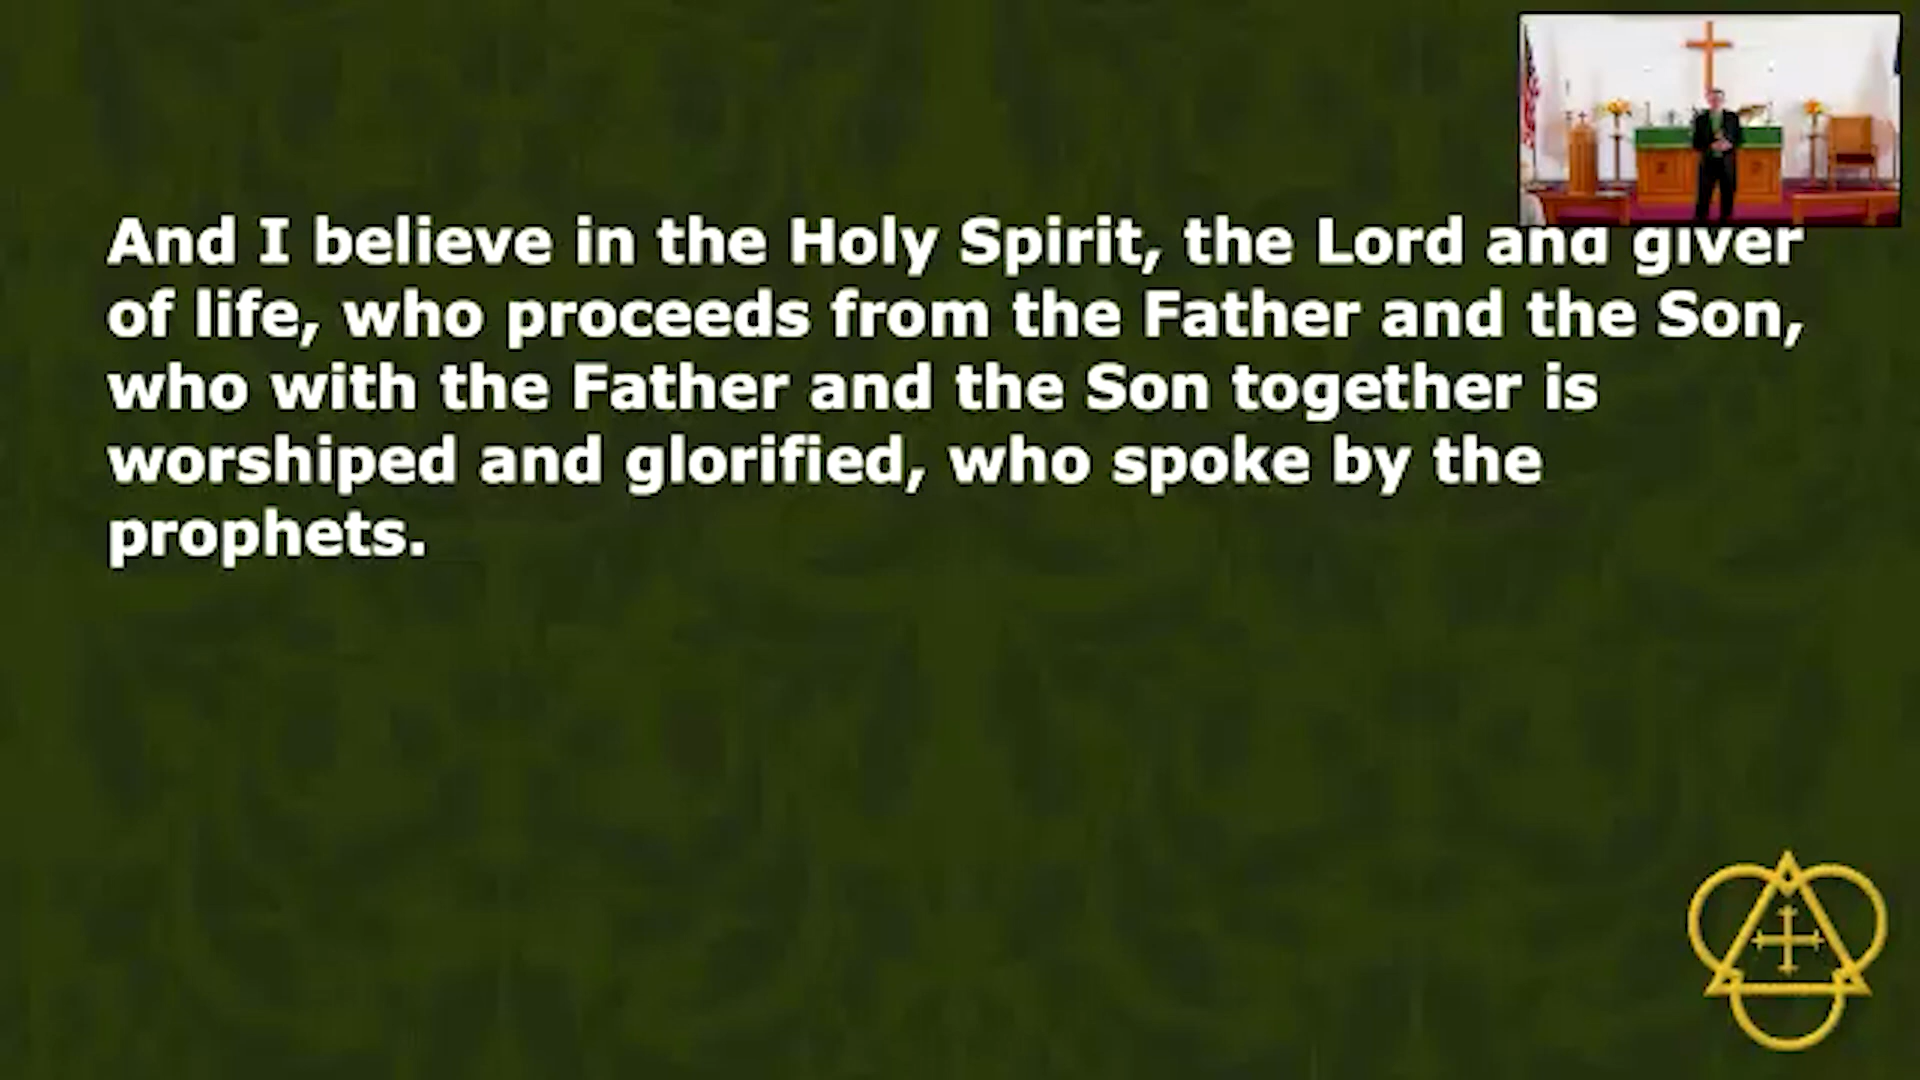 And I believe in the Holy Spirit, the Lord and giver
of life, who proceeds from the Father and the Son,
who with the Father and the Son together is
worshiped and glorified, who spoke by the
prophets.